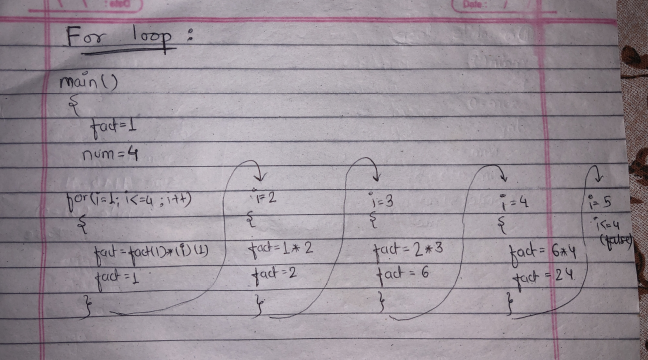 For loop :
main()
{
fact=1
num=4
for(i=1; i<=4 ; i++)
{
fact=fact(1)*(i)(1)
fact=1
}
i=2
{
fact=1*2
fact=2
}
i=3
{
fact=2*3
fact=6
}
i=4
{
fact=6*4
fact=24
}
i=5
i<=4
(false)